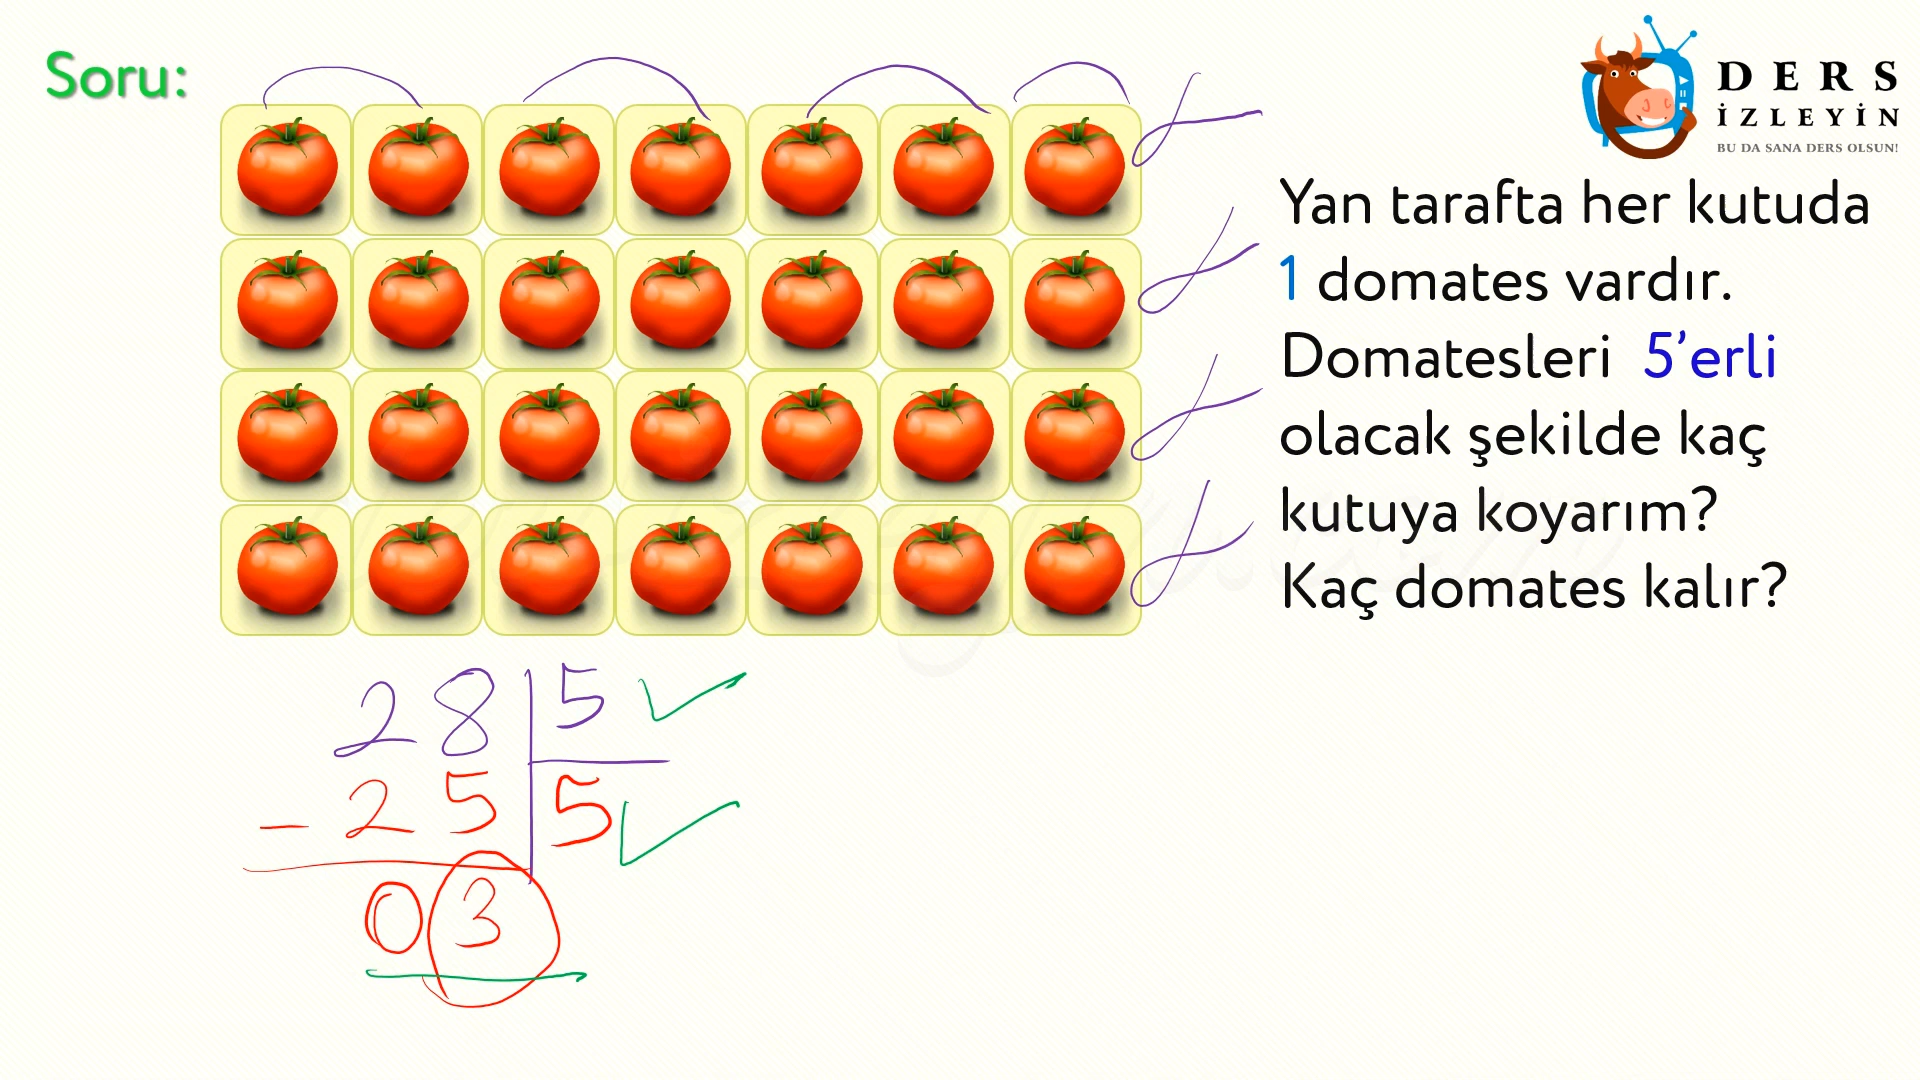 Soru:
DERS
İZLEYİN
BU DA SANA DERS OLSUN!
Yan tarafta her kutuda
1 domates vardır.
Domatesleri 5'erli
olacak şekilde kaç
kutuya koyarım?
Kaç domates kalır?
28 5
- 25 5
03